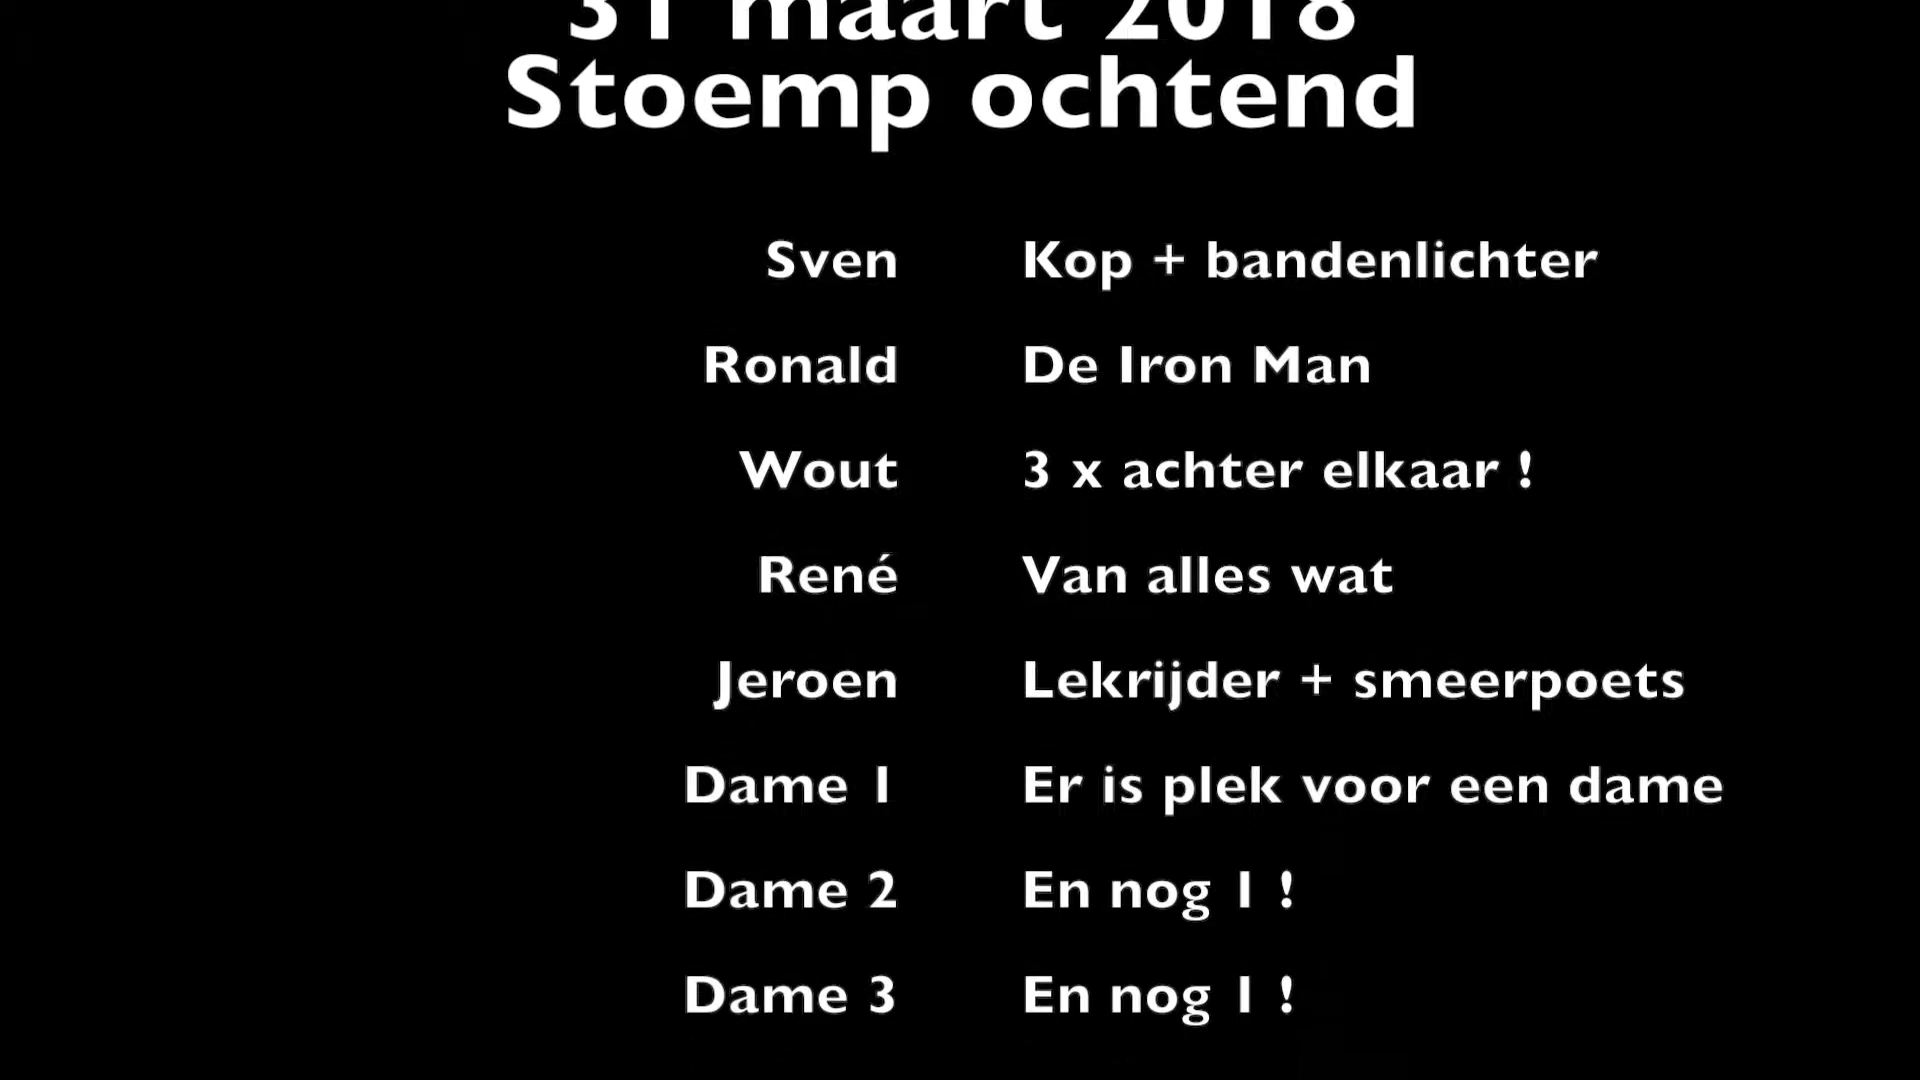 31 maart 2018
Stoemp ochtend
Sven Kop + bandenlichter
Ronald De Iron Man
Wout 3 x achter elkaar !
René Van alles wat
Jeroen Lekrijder + smeerpoets
Dame 1 Er is plek voor een dame
Dame 2 En nog 1 !
Dame 3 En nog 1 !